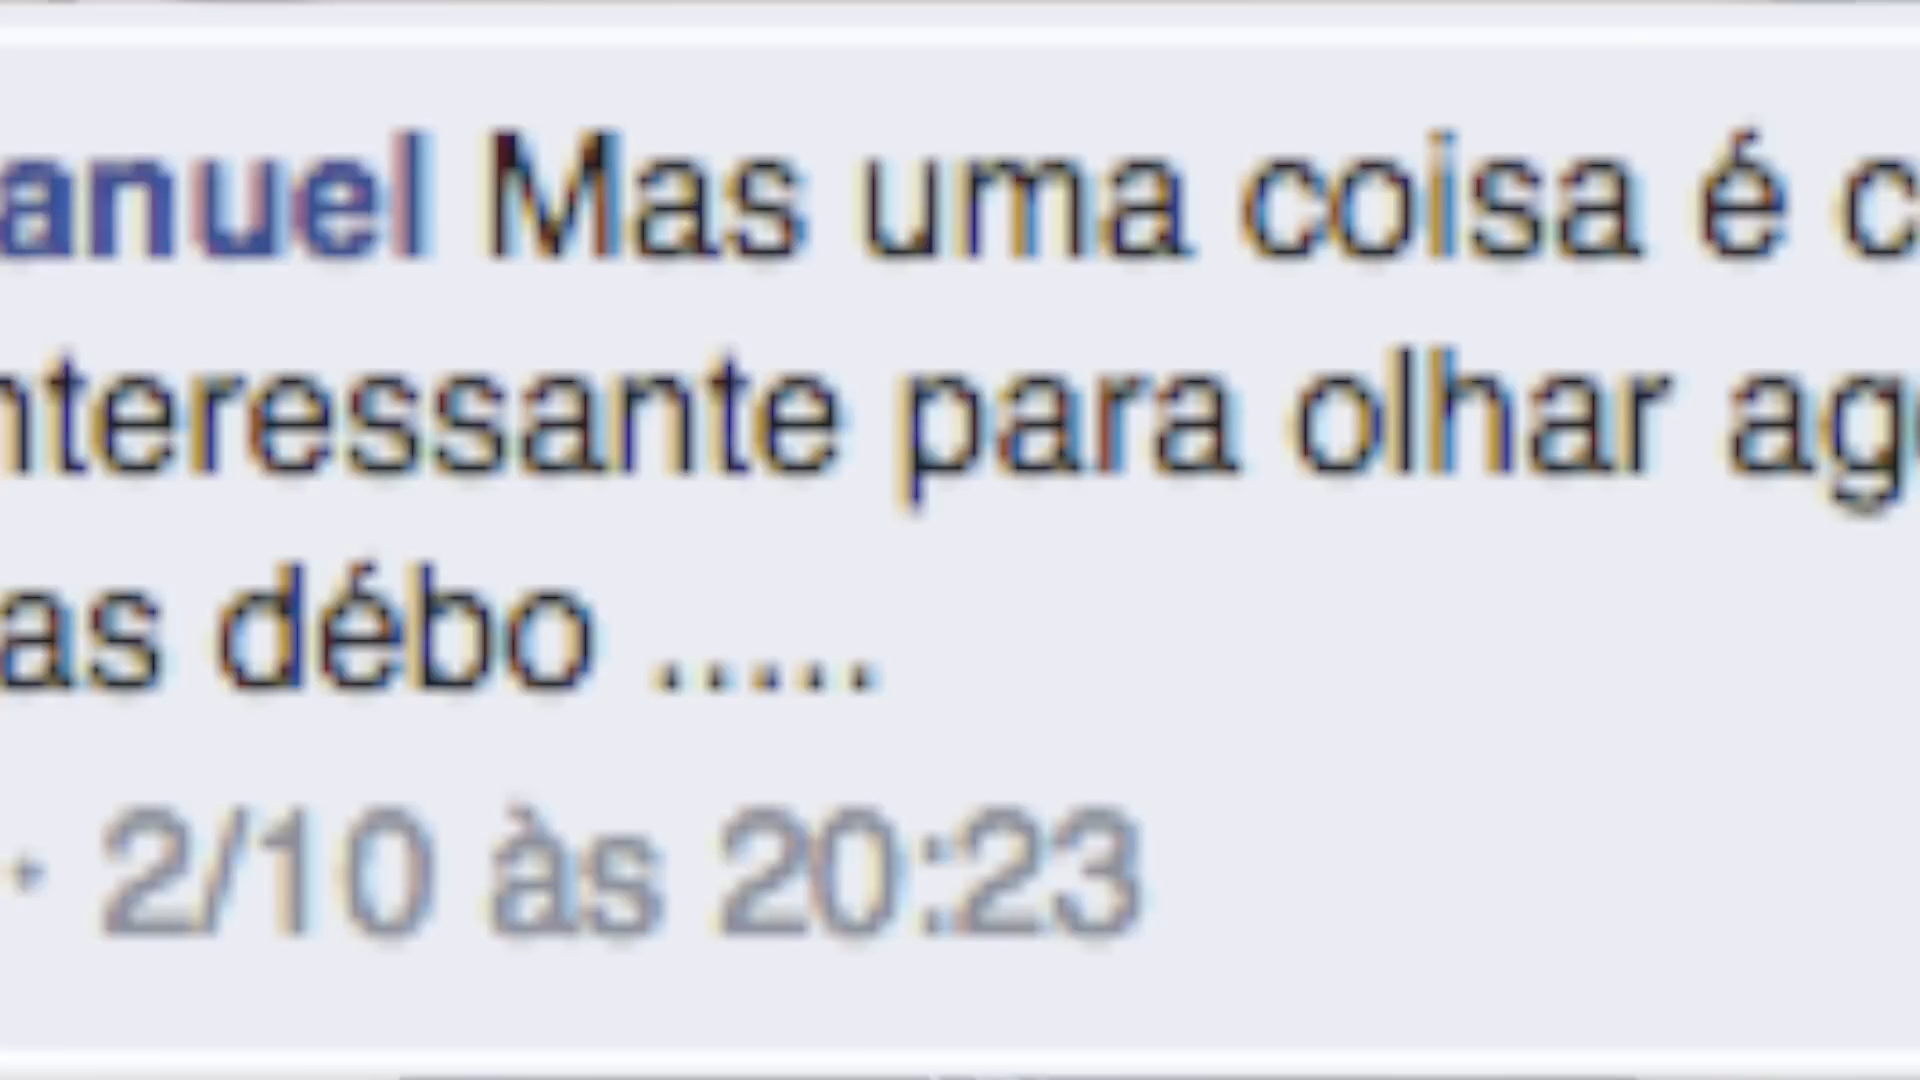 anuel Mas uma coisa é c
nteressante para olhar ag
as débo .....
· 2/10 às 20:23